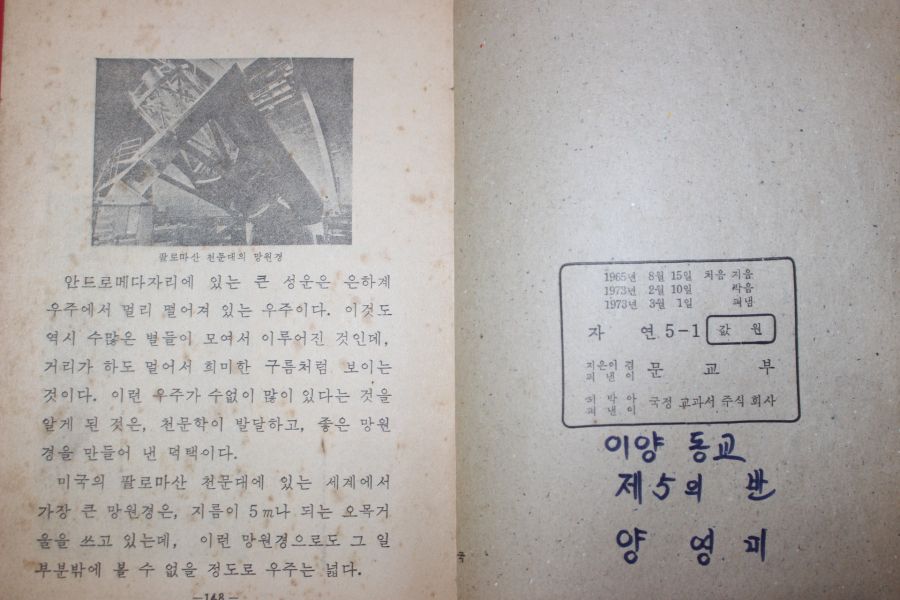 팔로마산 천문대의 망원경
안드로메다자리에 있는 큰 성운은 은하계
우주에서 멀리 떨어져 있는 우주이다. 이것도
역시 수많은 별들이 모여서 이루어진 것인데,
거리가 하도 멀어서 희미한 구름처럼 보이는
것이다. 이런 우주가 수없이 많이 있다는 것을
알게 된 것은, 천문학이 발달하고, 좋은 망원
경을 만들어 낸 덕택이다.
미국의 팔로마산 천문대에 있는 세계에서
가장 큰 망원경은, 지름이 5m나 되는 오목거
울을 쓰고 있는데, 이런 망원경으로도 그 일
부분밖에 볼 수 없을 정도로 우주는 넓다.
—148—
1965년 8월 15일 처음 지음
1973년 2월 10일 박음
1973년 3월 1일 펴냄
자 연 5-1 값 원
지은이 겸 펴낸이 문 교 부
박아 펴낸이 국정 교과서 주식 회사
이양 동교
제5의 반
양 영